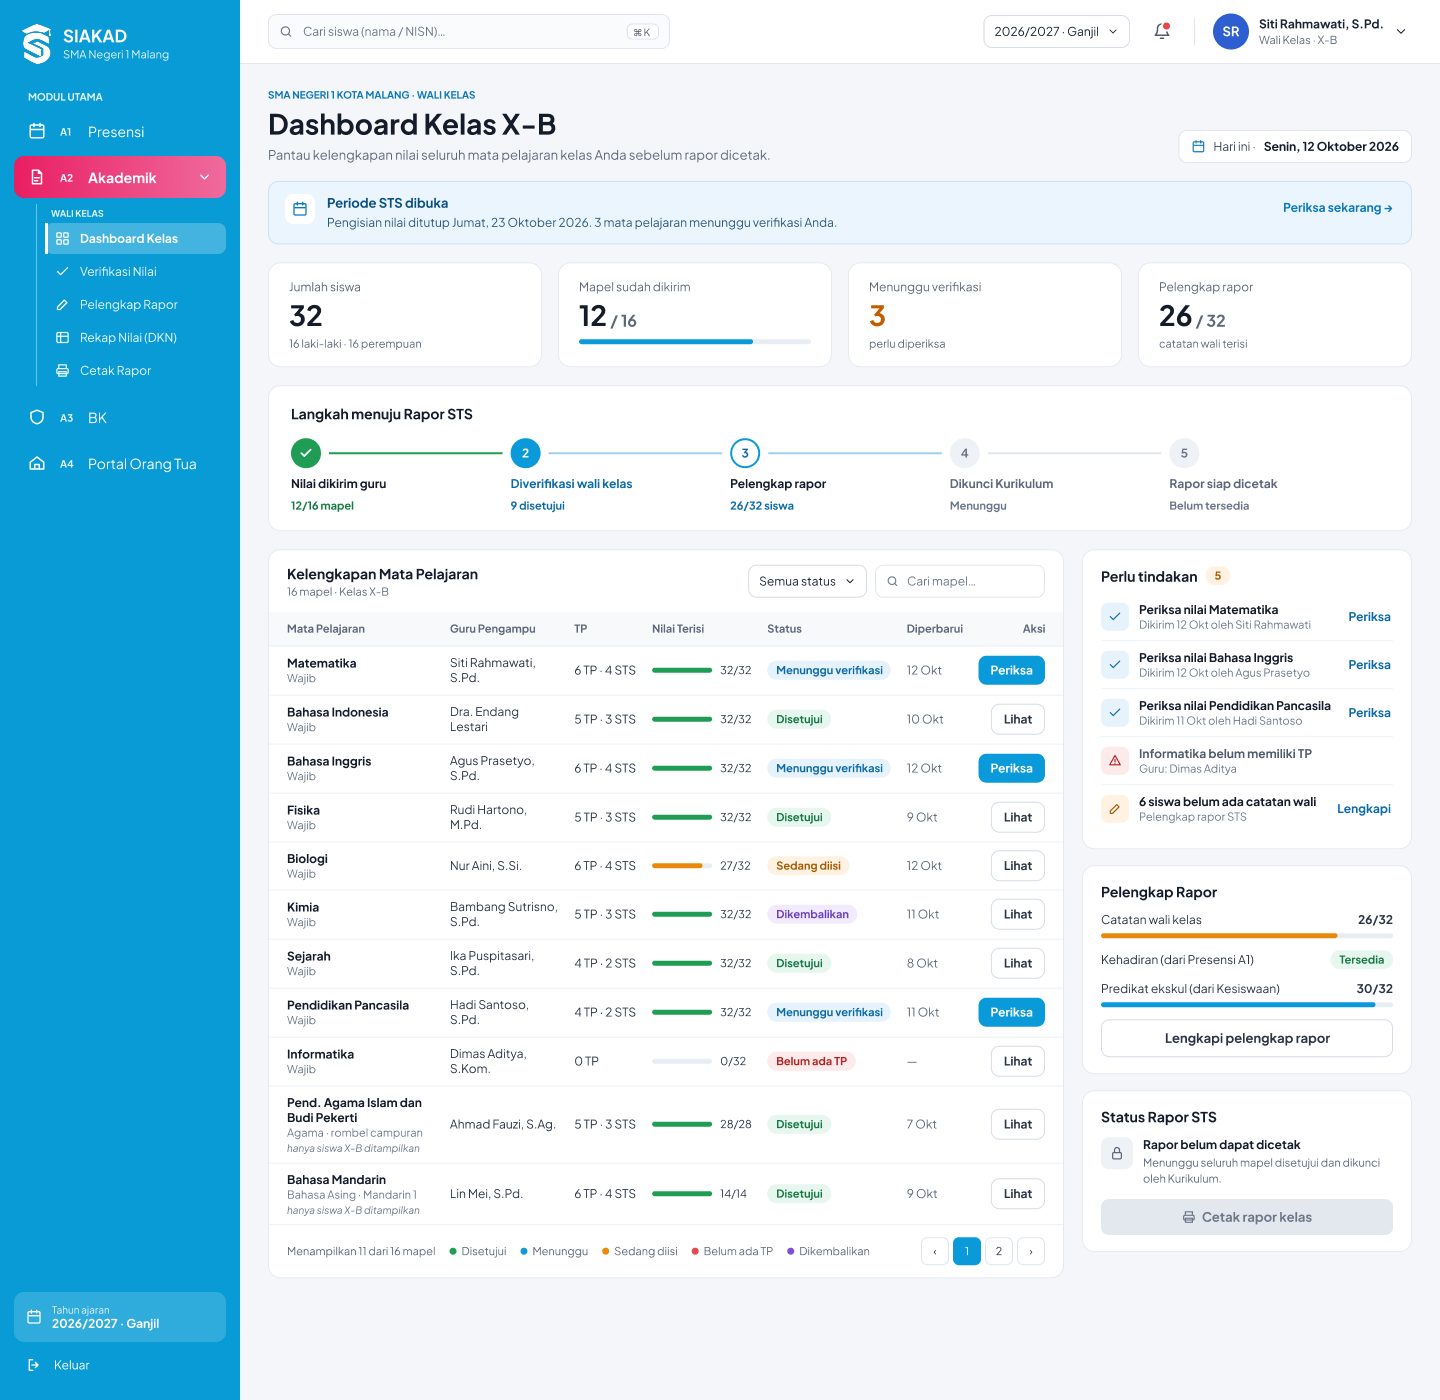 SIAKAD
SMA Negeri 1 Malang
MODUL UTAMA
A1 Presensi
A2 Akademik
WALI KELAS
Dashboard Kelas
Verifikasi Nilai
Pelengkap Rapor
Rekap Nilai (DKN)
Cetak Rapor
A3 BK
A4 Portal Orang Tua
Tahun ajaran
2026/2027 · Ganjil
Keluar
Cari siswa (nama / NISN)...
⌘K
2026/2027 · Ganjil
SR
Siti Rahmawati, S.Pd.
Wali Kelas · X-B
SMA NEGERI 1 KOTA MALANG · WALI KELAS
Dashboard Kelas X-B
Pantau kelengkapan nilai seluruh mata pelajaran kelas Anda sebelum rapor dicetak.
Hari ini · Senin, 12 Oktober 2026
Periode STS dibuka
Pengisian nilai ditutup Jumat, 23 Oktober 2026. 3 mata pelajaran menunggu verifikasi Anda.
Periksa sekarang →
Jumlah siswa
32
16 laki-laki · 16 perempuan
Mapel sudah dikirim
12 / 16
Menunggu verifikasi
3
perlu diperiksa
Pelengkap rapor
26 / 32
catatan wali terisi
Langkah menuju Rapor STS
Nilai dikirim guru
12/16 mapel
2
Diverifikasi wali kelas
9 disetujui
3
Pelengkap rapor
26/32 siswa
4
Dikunci Kurikulum
Menunggu
5
Rapor siap dicetak
Belum tersedia
Kelengkapan Mata Pelajaran
16 mapel · Kelas X-B
Semua status
Cari mapel...
Mata Pelajaran Guru Pengampu TP Nilai Terisi Status Diperbarui Aksi
Matematika
Wajib
Siti Rahmawati,
S.Pd.
6 TP · 4 STS 32/32 Menunggu verifikasi 12 Okt Periksa
Bahasa Indonesia
Wajib
Dra. Endang
Lestari
5 TP · 3 STS 32/32 Disetujui 10 Okt Lihat
Bahasa Inggris
Wajib
Agus Prasetyo,
S.Pd.
6 TP · 4 STS 32/32 Menunggu verifikasi 12 Okt Periksa
Fisika
Wajib
Rudi Hartono,
M.Pd.
5 TP · 3 STS 32/32 Disetujui 9 Okt Lihat
Biologi
Wajib
Nur Aini, S.Si.
6 TP · 4 STS 27/32 Sedang diisi 12 Okt Lihat
Kimia
Wajib
Bambang Sutrisno,
S.Pd.
5 TP · 3 STS 32/32 Dikembalikan 11 Okt Lihat
Sejarah
Wajib
Ika Puspitasari,
S.Pd.
4 TP · 2 STS 32/32 Disetujui 8 Okt Lihat
Pendidikan Pancasila
Wajib
Hadi Santoso,
S.Pd.
4 TP · 2 STS 32/32 Menunggu verifikasi 11 Okt Periksa
Informatika
Wajib
Dimas Aditya,
S.Kom.
0 TP 0/32 Belum ada TP — Lihat
Pend. Agama Islam dan
Budi Pekerti
Agama · rombel campuran
hanya siswa X-B ditampilkan
Ahmad Fauzi, S.Ag.
5 TP · 3 STS 28/28 Disetujui 7 Okt Lihat
Bahasa Mandarin
Bahasa Asing · Mandarin 1
hanya siswa X-B ditampilkan
Lin Mei, S.Pd.
6 TP · 4 STS 14/14 Disetujui 9 Okt Lihat
Menampilkan 11 dari 16 mapel Disetujui Menunggu Sedang diisi Belum ada TP Dikembalikan ‹ 1 2 ›
Perlu tindakan 5
Periksa nilai Matematika
Dikirim 12 Okt oleh Siti Rahmawati
Periksa
Periksa nilai Bahasa Inggris
Dikirim 12 Okt oleh Agus Prasetyo
Periksa
Periksa nilai Pendidikan Pancasila
Dikirim 11 Okt oleh Hadi Santoso
Periksa
Informatika belum memiliki TP
Guru: Dimas Aditya
6 siswa belum ada catatan wali
Pelengkap rapor STS
Lengkapi
Pelengkap Rapor
Catatan wali kelas 26/32
Kehadiran (dari Presensi A1) Tersedia
Predikat ekskul (dari Kesiswaan) 30/32
Lengkapi pelengkap rapor
Status Rapor STS
Rapor belum dapat dicetak
Menunggu seluruh mapel disetujui dan dikunci
oleh Kurikulum.
Cetak rapor kelas